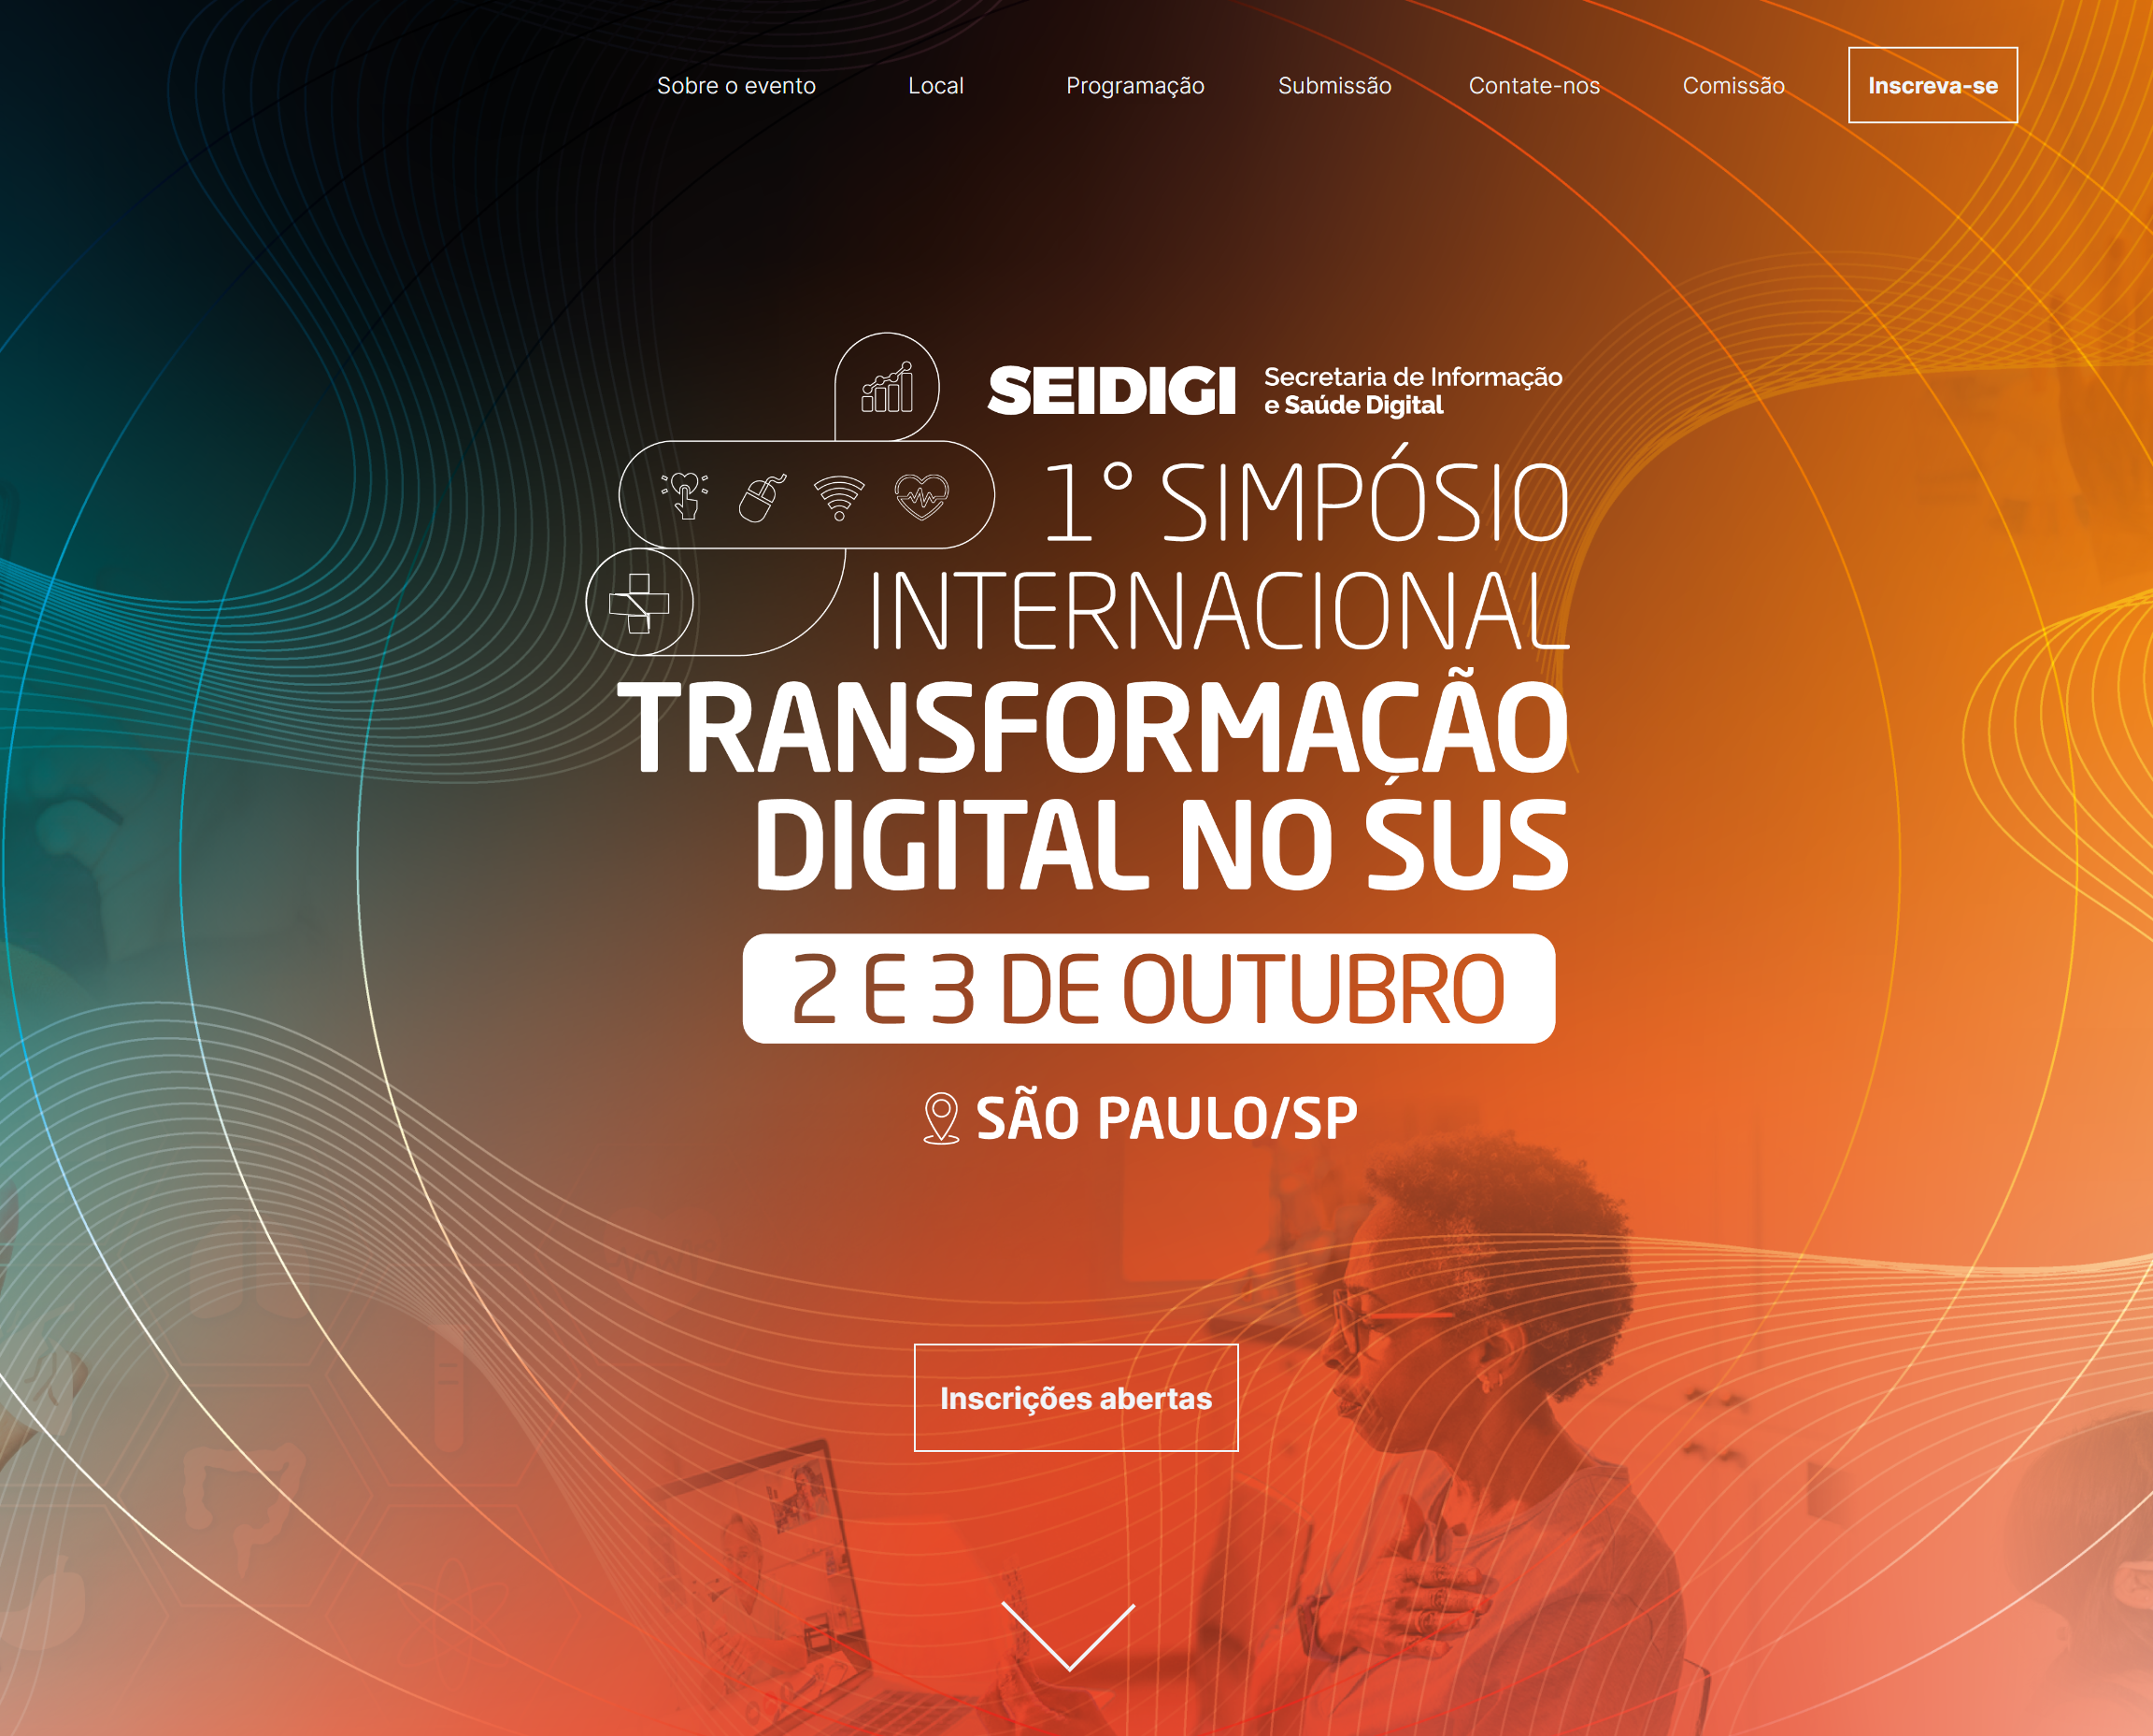 Sobre o evento
Local
Programação
Submissão
Contate-nos
Comissão
Inscreva-se
SEIDIGI
Secretaria de Informação
e Saúde Digital
1° SIMPÓSIO
INTERNACIONAL
TRANSFORMAÇÃO
DIGITAL NO SUS
2 E 3 DE OUTUBRO
SÃO PAULO/SP
Inscrições abertas